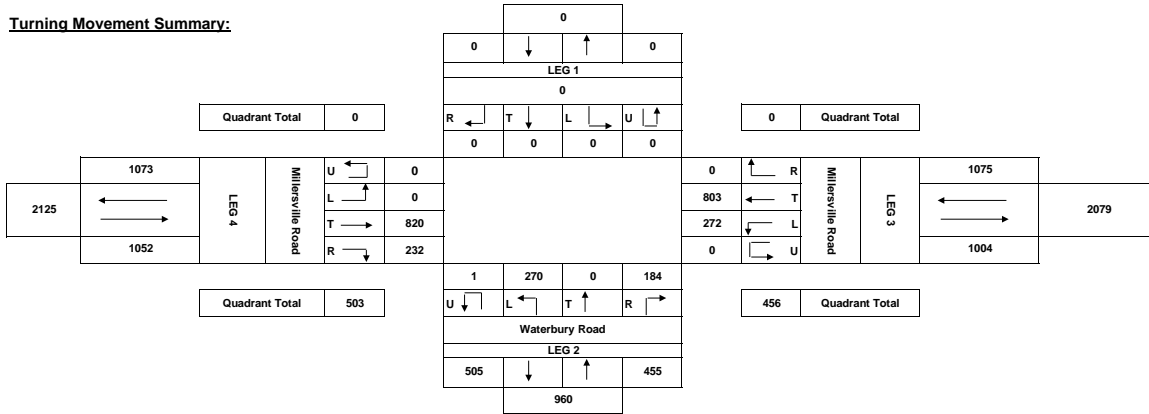 0
Turning Movement Summary:
0 0
LEG 1
0
Quadrant Total 0
R T L U
0 Quadrant Total
0 0 0 0
1073
U 0
0 R
1075
2125
LEG 4
Millersville Road
L 0
803 T
Millersville Road
LEG 3
2079
T 820
272 L
1052
R 232
0 U
1004
1 270 0 184
Quadrant Total 503
U L T R
456 Quadrant Total
Waterbury Road
LEG 2
505 455
960